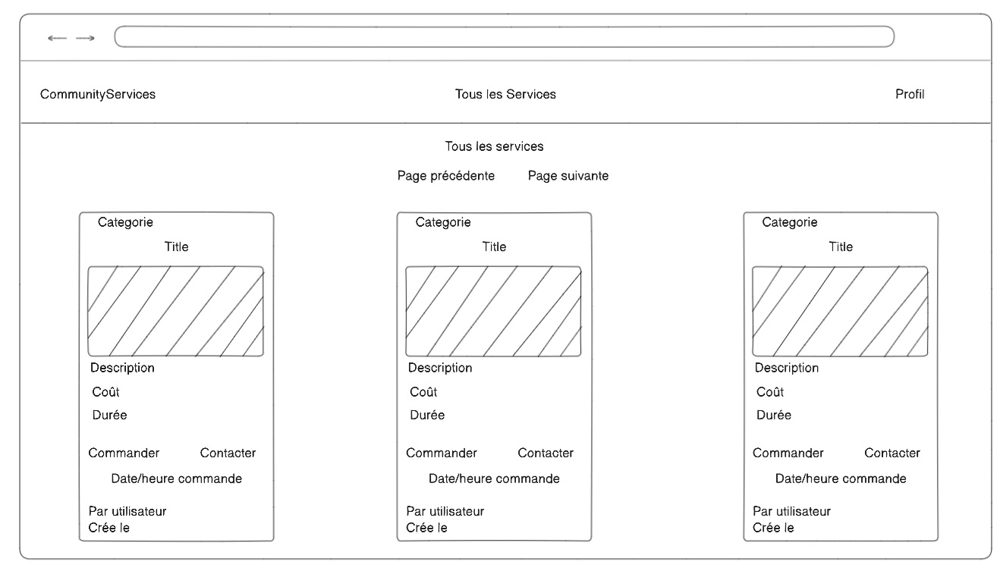 CommunityServices Tous les Services Profil
Tous les services
Page précédente Page suivante
Categorie
Title
Description
Coût
Durée
Commander Contacter
Date/heure commande
Par utilisateur
Crée le
Categorie
Title
Description
Coût
Durée
Commander Contacter
Date/heure commande
Par utilisateur
Crée le
Categorie
Title
Description
Coût
Durée
Commander Contacter
Date/heure commande
Par utilisateur
Crée le